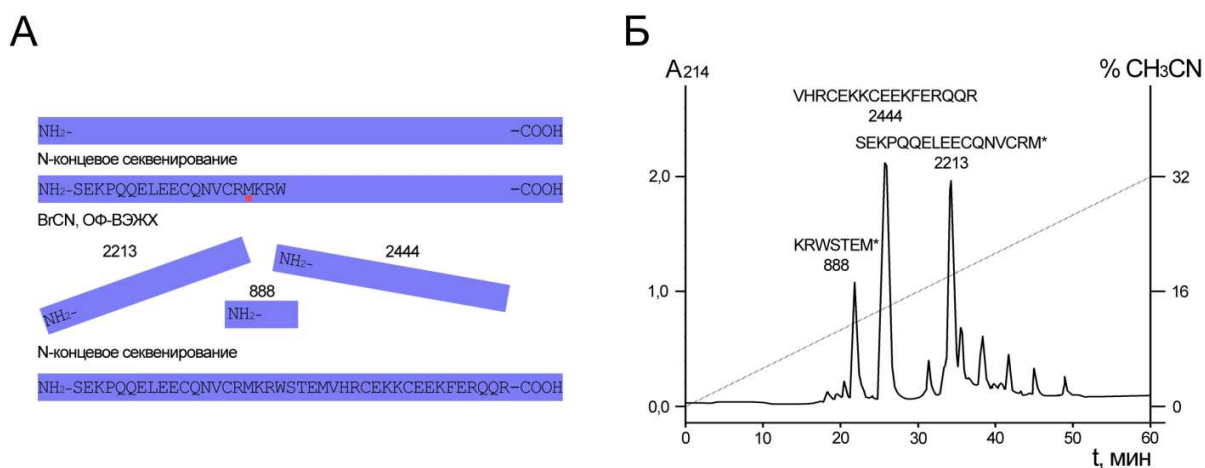 А
NH2- -COOH
N-концевое секвенирование
NH2-SEKPQQELEECQNVCRMKRW -COOH
BrCN, ОФ-ВЭЖХ
2213
2444
NH2-
NH2-
888
NH2-
N-концевое секвенирование
NH2-SEKPQQELEECQNVCRMKRWSTEMVHRCEKKCEEKFERQQR-COOH
Б
A214
% CH3CN
VHRCEKKCEEKFERQQR
2444
SEKPQQELEECQNVCRM*
2213
KRWSTEM*
888
2,0
1,0
0,0
32
16
0
0 10 20 30 40 50 60
t, мин